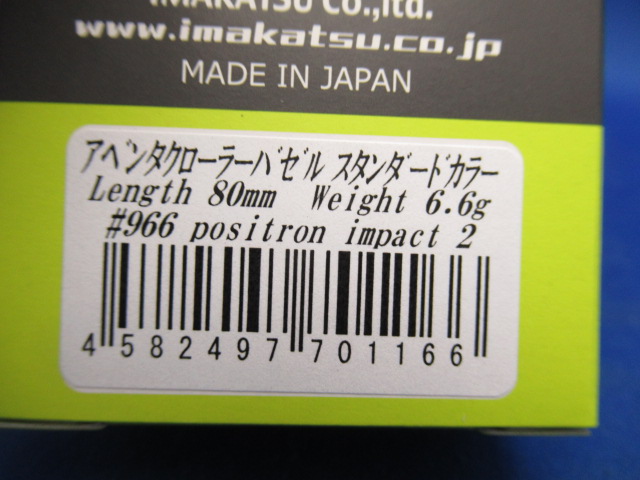 IMAKATSU Co.,ltd.
www.imakatsu.co.jp
MADE IN JAPAN
アベンタクローラーバゼル スタンダードカラー
Length 80mm Weight 6.6g
#966 positron impact 2
4 582497 701166